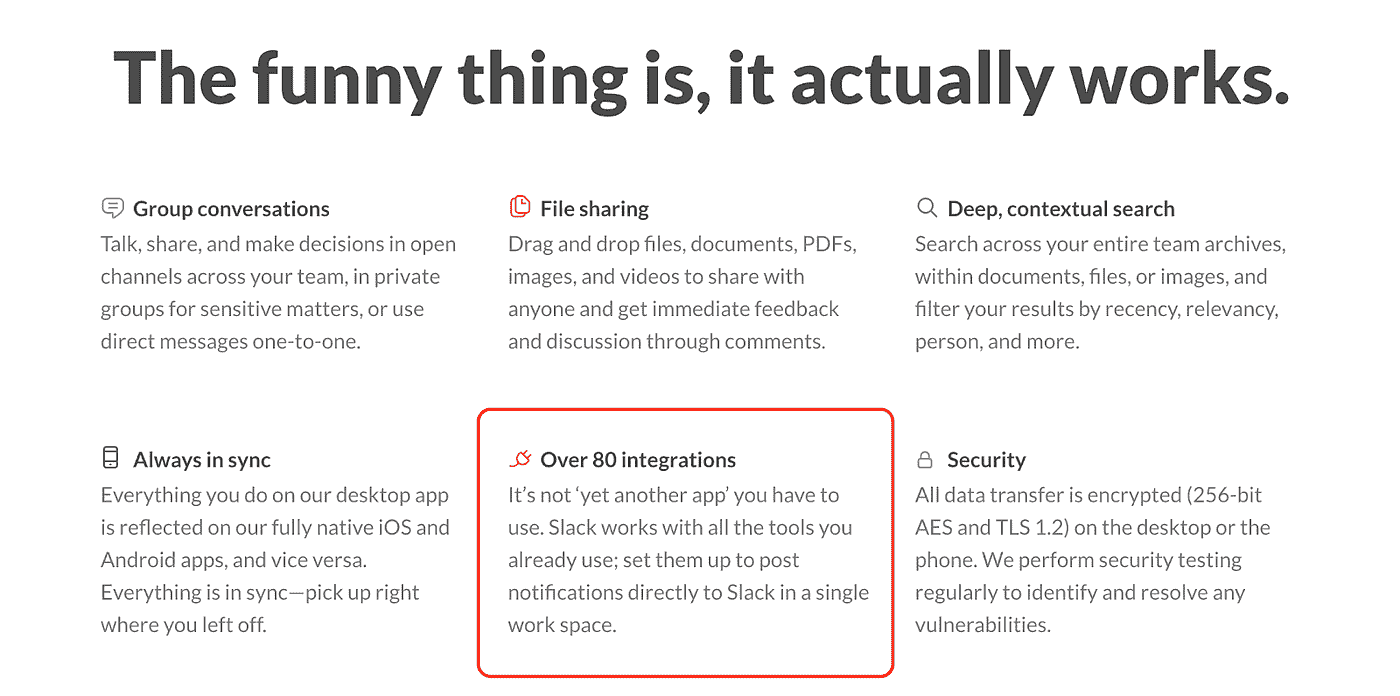 The funny thing is, it actually works.
Group conversations
Talk, share, and make decisions in open
channels across your team, in private
groups for sensitive matters, or use
direct messages one-to-one.
File sharing
Drag and drop files, documents, PDFs,
images, and videos to share with
anyone and get immediate feedback
and discussion through comments.
Deep, contextual search
Search across your entire team archives,
within documents, files, or images, and
filter your results by recency, relevancy,
person, and more.
Always in sync
Everything you do on our desktop app
is reflected on our fully native iOS and
Android apps, and vice versa.
Everything is in sync—pick up right
where you left off.
Over 80 integrations
It’s not ‘yet another app’ you have to
use. Slack works with all the tools you
already use; set them up to post
notifications directly to Slack in a single
work space.
Security
All data transfer is encrypted (256-bit
AES and TLS 1.2) on the desktop or the
phone. We perform security testing
regularly to identify and resolve any
vulnerabilities.